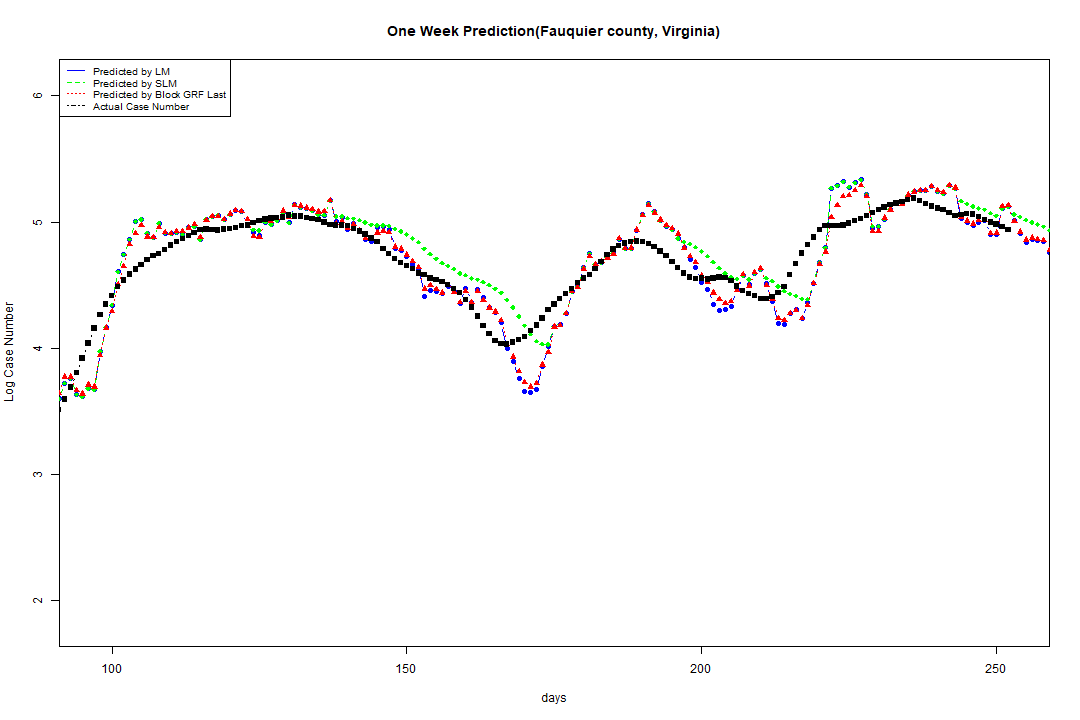 One Week Prediction(Fauquier county, Virginia)
Predicted by LM
Predicted by SLM
Predicted by Block GRF Last
Actual Case Number
6
5
4
3
2
Log Case Number
100 150 200 250
days